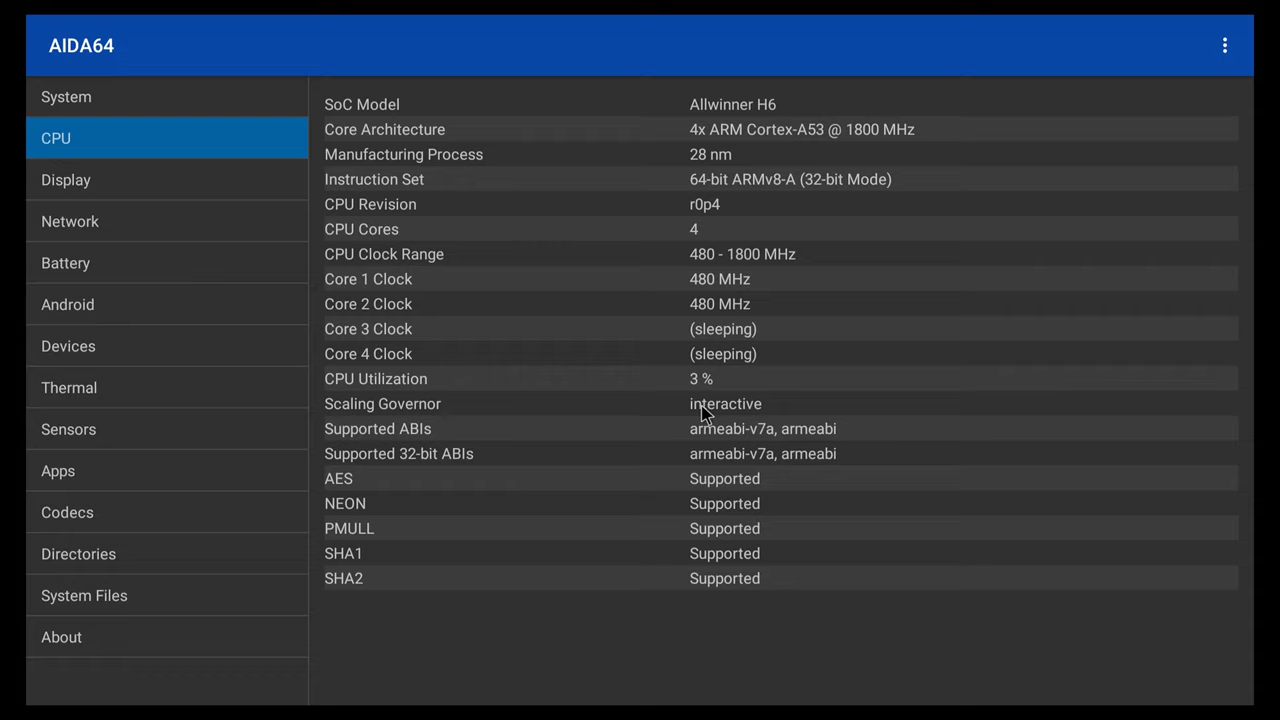 AIDA64
System
CPU
Display
Network
Battery
Android
Devices
Thermal
Sensors
Apps
Codecs
Directories
System Files
About
SoC Model Allwinner H6
Core Architecture 4x ARM Cortex-A53 @ 1800 MHz
Manufacturing Process 28 nm
Instruction Set 64-bit ARMv8-A (32-bit Mode)
CPU Revision r0p4
CPU Cores 4
CPU Clock Range 480 - 1800 MHz
Core 1 Clock 480 MHz
Core 2 Clock 480 MHz
Core 3 Clock (sleeping)
Core 4 Clock (sleeping)
CPU Utilization 3 %
Scaling Governor interactive
Supported ABIs armeabi-v7a, armeabi
Supported 32-bit ABIs armeabi-v7a, armeabi
AES Supported
NEON Supported
PMULL Supported
SHA1 Supported
SHA2 Supported